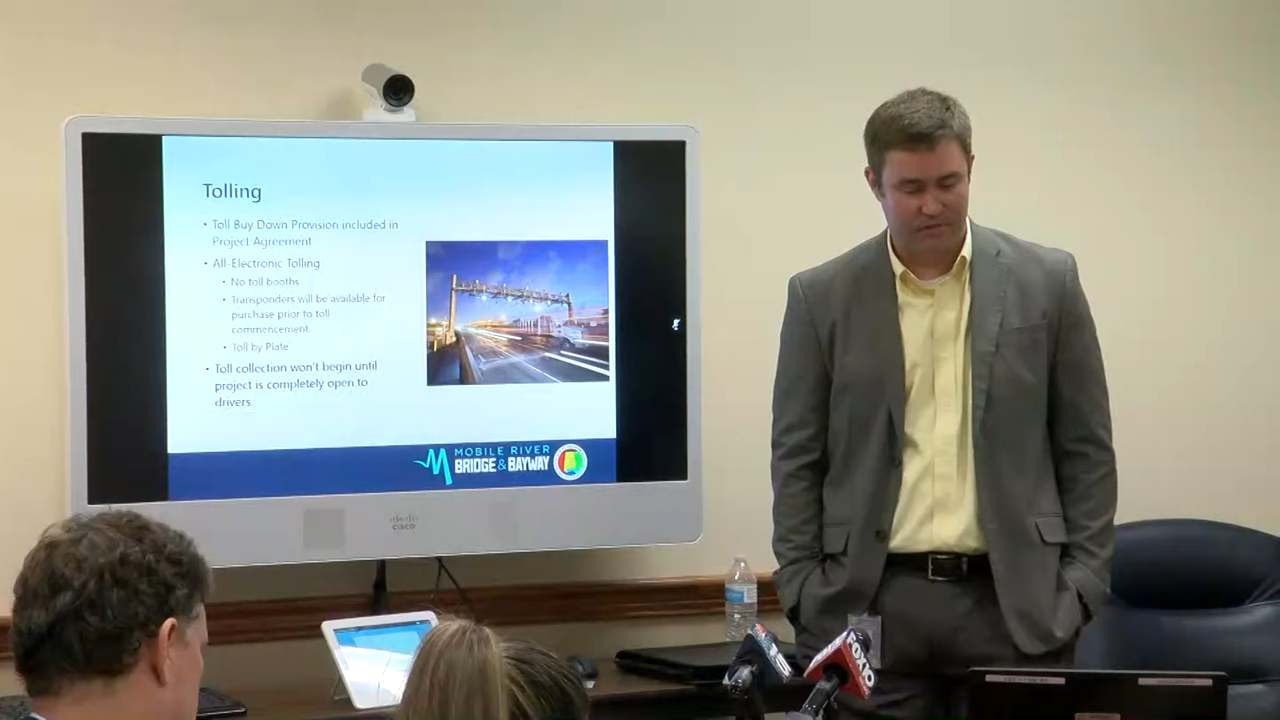 Tolling
• Toll Buy Down Provision included in
Project Agreement
• All-Electronic Tolling
• No toll booths
• Transponders will be available for
purchase prior to toll
commencement.
• Toll by Plate
• Toll collection won't begin until
project is completely open to
drivers.
MOBILE RIVER
BRIDGE & BAYWAY
CISCO
FOX10